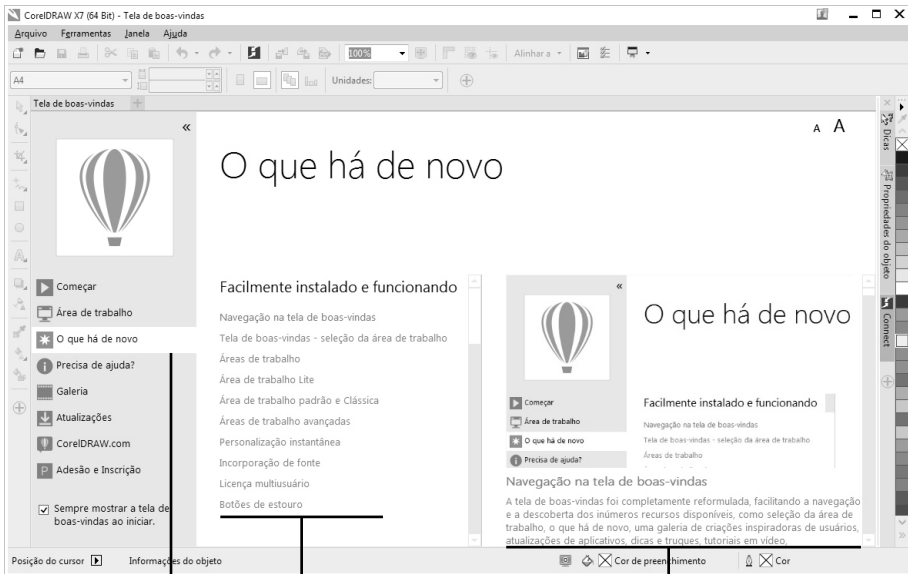 CorelDRAW X7 (64 Bit) - Tela de boas-vindas
Arquivo Ferramentas Janela Ajuda
100%
Alinhar a
A4
Unidades:
Tela de boas-vindas
A A
O que há de novo
Começar
Área de trabalho
O que há de novo
Precisa de ajuda?
Galeria
Atualizações
CorelDRAW.com
Adesão e Inscrição
Sempre mostrar a tela de
boas-vindas ao iniciar.
Facilmente instalado e funcionando
Navegação na tela de boas-vindas
Tela de boas-vindas - seleção da área de trabalho
Áreas de trabalho
Área de trabalho Lite
Área de trabalho padrão e Clássica
Áreas de trabalho avançadas
Personalização instantânea
Incorporação de fonte
Licença multiusuário
Botões de estouro
O que há de novo
Começar
Área de trabalho
O que há de novo
Precisa de ajuda?
Facilmente instalado e funcionando
Navegação na tela de boas-vindas
Tela de boas-vindas - seleção da área de trabalho
Áreas de trabalho
Navegação na tela de boas-vindas
A tela de boas-vindas foi completamente reformulada, facilitando a navegação
e a descoberta dos inúmeros recursos disponíveis, como seleção da área de
trabalho, o que há de novo, uma galeria de criações inspiradoras de usuários,
atualizações de aplicativos, dicas e truques, tutoriais em vídeo,
Dicas
Propriedades do objeto
Connect
Posição do cursor
Informações do objeto
Cor de preenchimento
Cor